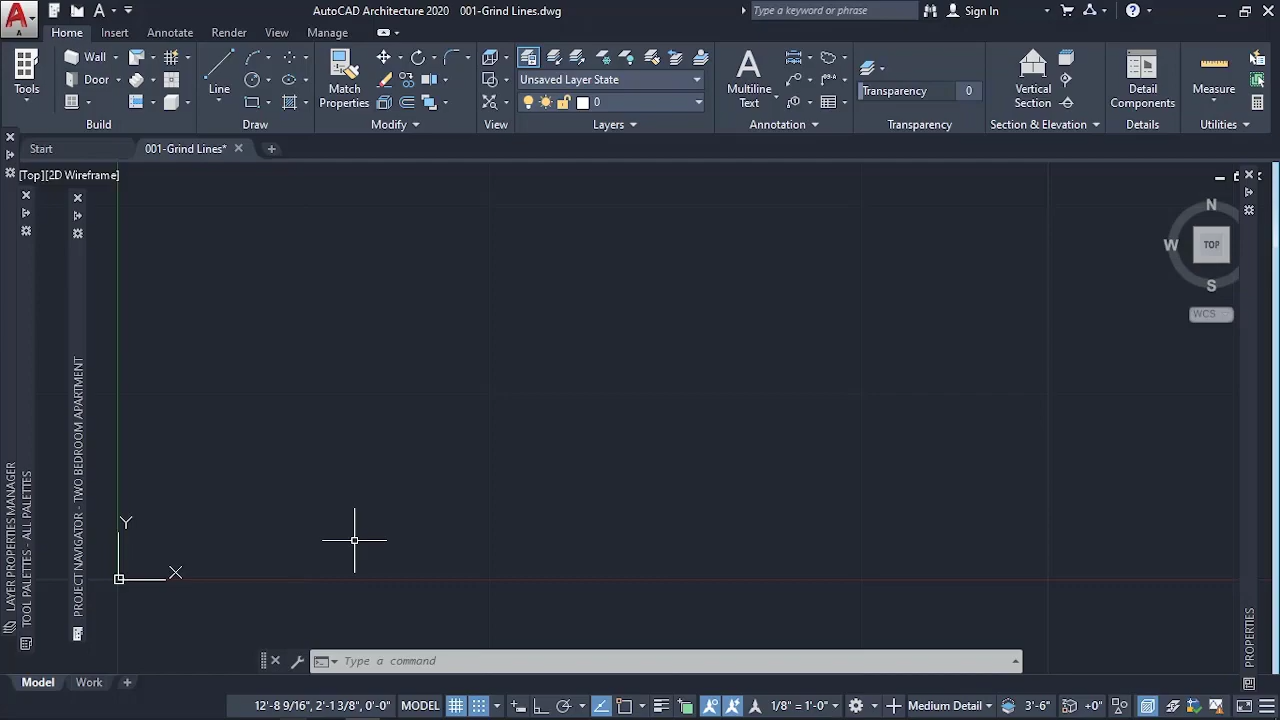 AutoCAD Architecture 2020 001-Grind Lines.dwg
Type a keyword or phrase
Sign In
Home Insert Annotate Render View Manage
Tools
Wall
Door
Build
Line
Draw
Match
Properties
Modify
View
Unsaved Layer State
0
Layers
Multiline
Text
Annotation
Transparency 0
Transparency
Vertical
Section
Section & Elevation
Detail
Components
Details
Measure
Utilities
Start
001-Grind Lines*
[Top][2D Wireframe]
N
W
TOP
S
WCS
LAYER PROPERTIES MANAGER
TOOL PALETTES - ALL PALETTES
PROJECT NAVIGATOR - TWO BEDROOM APARTMENT
PROPERTIES
Y
X
Type a command
Model Work
12'-8 9/16", 2'-1 3/8", 0'-0"
MODEL
1/8" = 1'-0"
Medium Detail
3'-0"
+0"